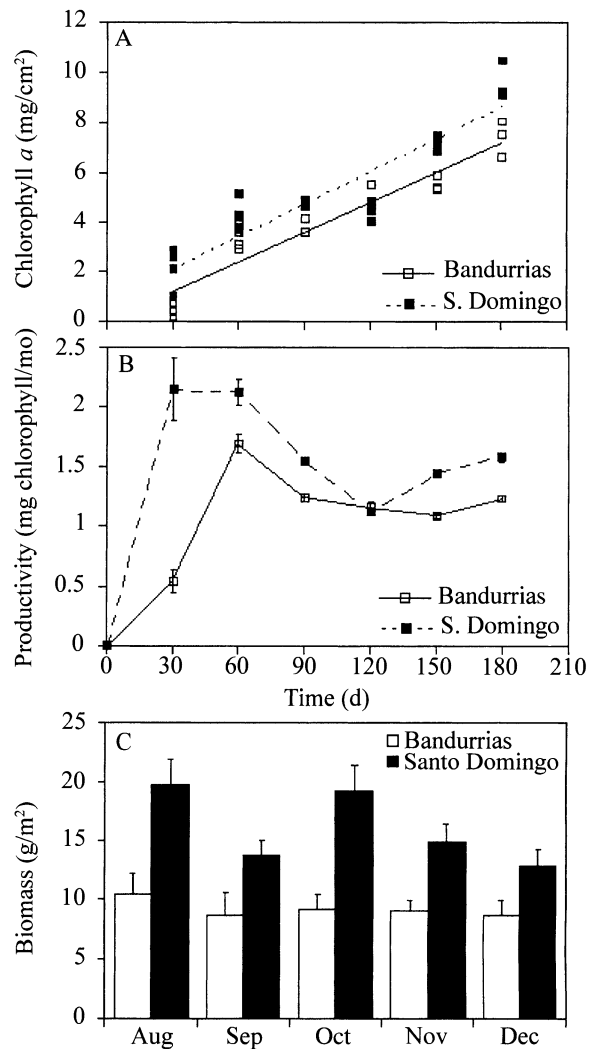 A
Chlorophyll a (mg/cm²)
12
10
8
6
4
2
0
Bandurrias
S. Domingo
B
Productivity (mg chlorophyll/mo)
2.5
2
1.5
1
0.5
0
Bandurrias
S. Domingo
0 30 60 90 120 150 180 210
Time (d)
C
Biomass (g/m²)
25
20
15
10
5
0
Bandurrias
Santo Domingo
Aug Sep Oct Nov Dec